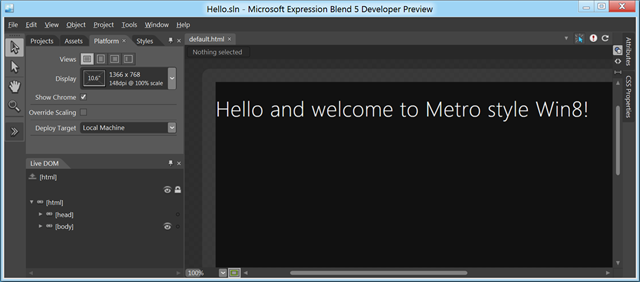 Hello.sln - Microsoft Expression Blend 5 Developer Preview
File Edit View Object Project Tools Window Help
Projects Assets Platform × Styles
default.html ×
Nothing selected
Views
Display 10.6" 1366 x 768
148dpi @ 100% scale
Show Chrome
Override Scaling
Deploy Target Local Machine
Hello and welcome to Metro style Win8!
Live DOM
[html]
[html]
[head]
[body]
100%
Attributes
CSS Properties